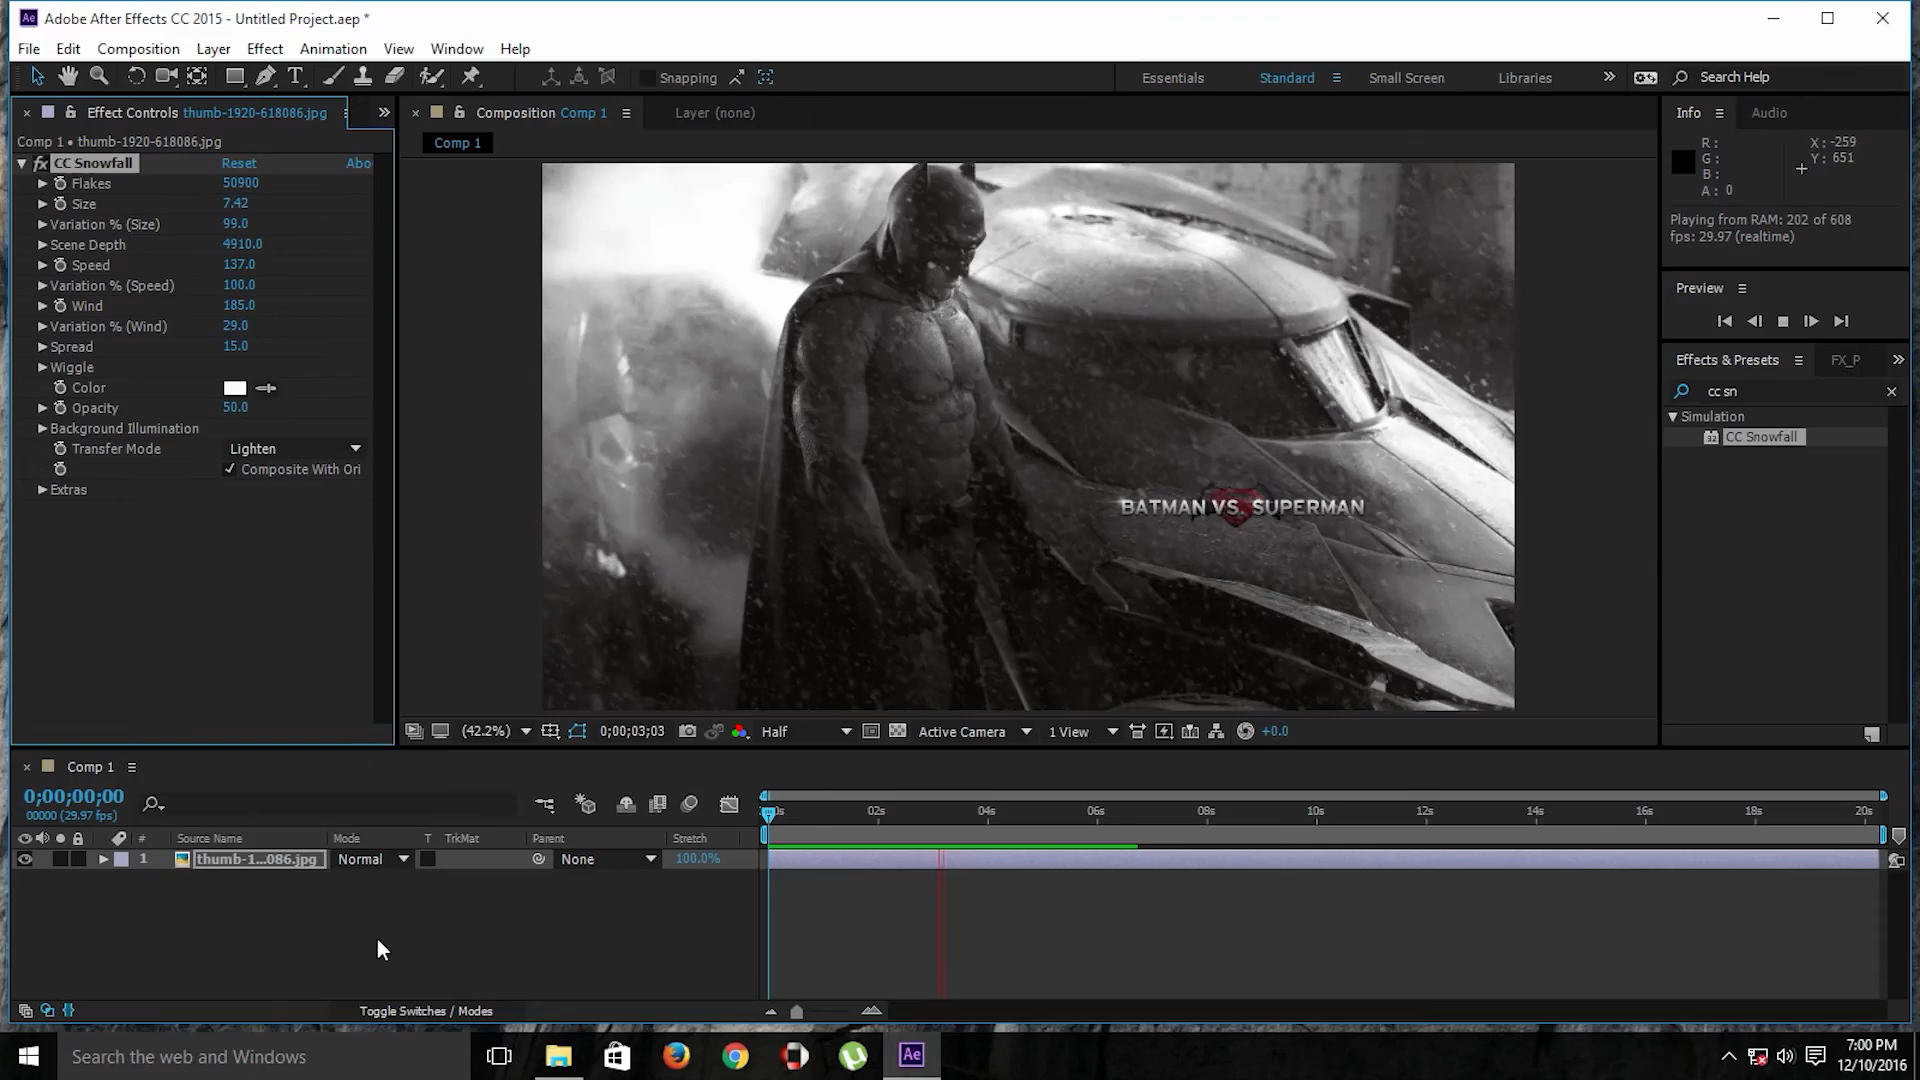 Adobe After Effects CC 2015 - Untitled Project.aep *
File Edit Composition Layer Effect Animation View Window Help
Snapping Essentials Standard Small Screen Libraries Search Help
Effect Controls thumb-1920-618086.jpg
Comp 1 • thumb-1920-618086.jpg
fx CC Snowfall Reset Abo
Flakes 50900
Size 7.42
Variation % (Size) 99.0
Scene Depth 4910.0
Speed 137.0
Variation % (Speed) 100.0
Wind 185.0
Variation % (Wind) 29.0
Spread 15.0
Wiggle
Color
Opacity 50.0
Background Illumination
Transfer Mode Lighten
Composite With Ori
Extras
Composition Comp 1 Layer (none)
Comp 1
BATMAN VS. SUPERMAN
(42.2%) 0;00;03;03 Half Active Camera 1 View +0.0
Info Audio
R :
G :
B :
A : 0
X : -259
Y : 651
Playing from RAM: 202 of 608
fps: 29.97 (realtime)
Preview
Effects & Presets FX_P
cc sn
Simulation
32 CC Snowfall
Comp 1
0;00;00;00
00000 (29.97 fps)
# Source Name Mode T TrkMat Parent Stretch
1 thumb-1...086.jpg Normal None 100.0%
0s 02s 04s 06s 08s 10s 12s 14s 16s 18s 20s
Toggle Switches / Modes
Search the web and Windows
Ae
7:00 PM
12/10/2016